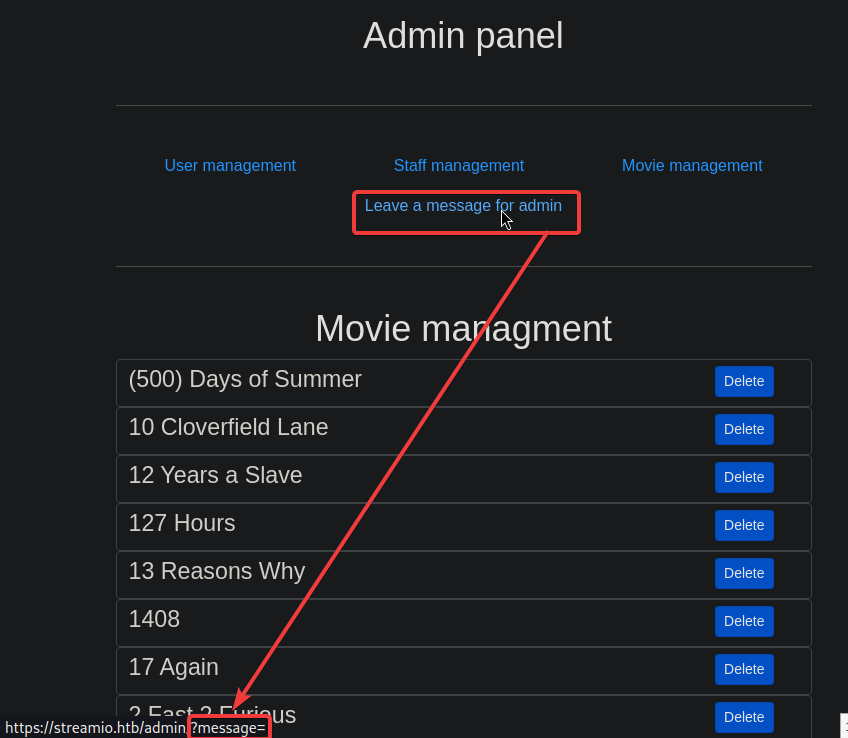 Admin panel
User management Staff management Movie management
Leave a message for admin
Movie managment
(500) Days of Summer Delete
10 Cloverfield Lane Delete
12 Years a Slave Delete
127 Hours Delete
13 Reasons Why Delete
1408 Delete
17 Again Delete
2 Fast 2 Furious Delete
https://streamio.htb/admin/?message=